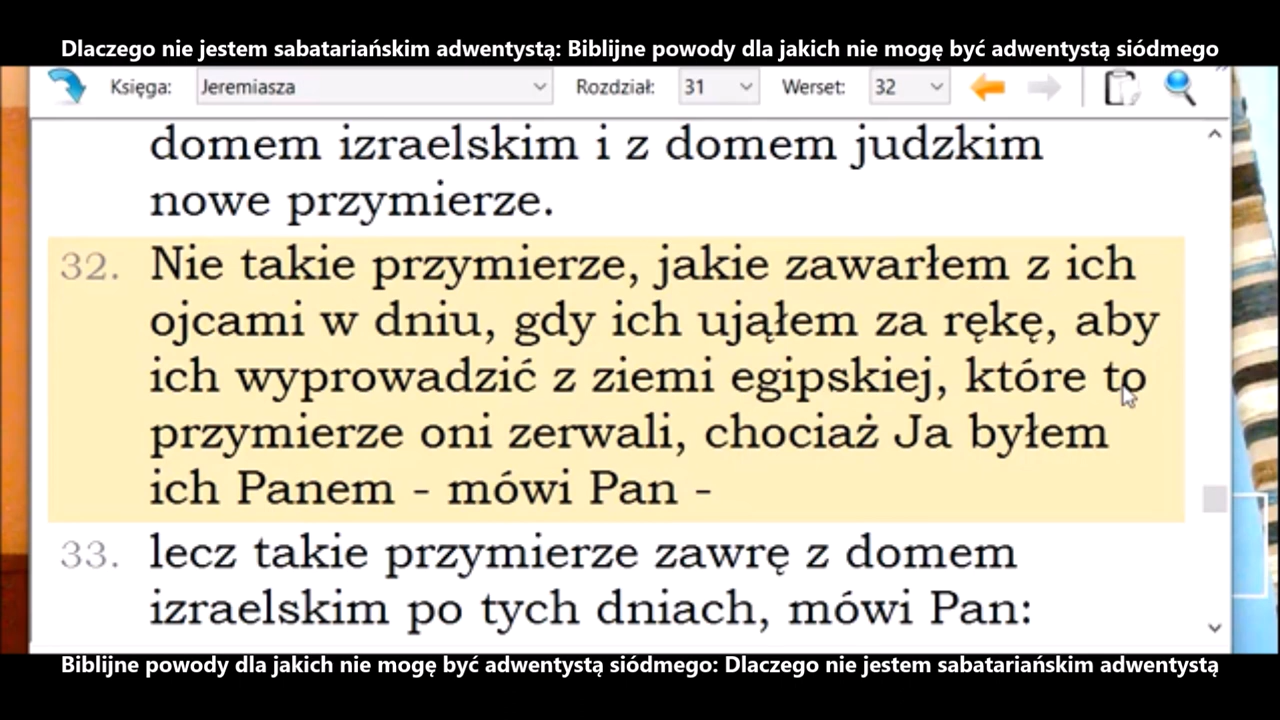 Dlaczego nie jestem sabatariańskim adwentystą: Biblijne powody dla jakich nie mogę być adwentystą siódmego
Księga: Jeremiasza Rozdział: 31 Werset: 32
domem izraelskim i z domem judzkim
nowe przymierze.
32. Nie takie przymierze, jakie zawarłem z ich
ojcami w dniu, gdy ich ująłem za rękę, aby
ich wyprowadzić z ziemi egipskiej, które to
przymierze oni zerwali, chociaż Ja byłem
ich Panem - mówi Pan -
33. lecz takie przymierze zawrę z domem
izraelskim po tych dniach, mówi Pan:
Biblijne powody dla jakich nie mogę być adwentystą siódmego: Dlaczego nie jestem sabatariańskim adwentystą